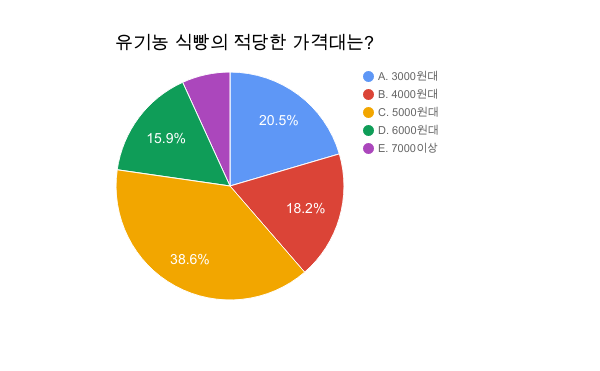 유기농 식빵의 적당한 가격대는?
A. 3000원대
B. 4000원대
C. 5000원대
D. 6000원대
E. 7000이상
20.5%
18.2%
38.6%
15.9%